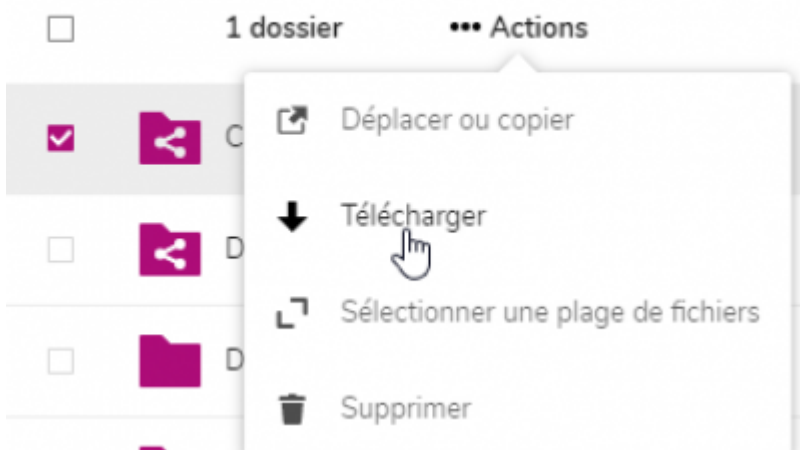 1 dossier ••• Actions
C
Déplacer ou copier
Télécharger
D
Sélectionner une plage de fichiers
D
Supprimer